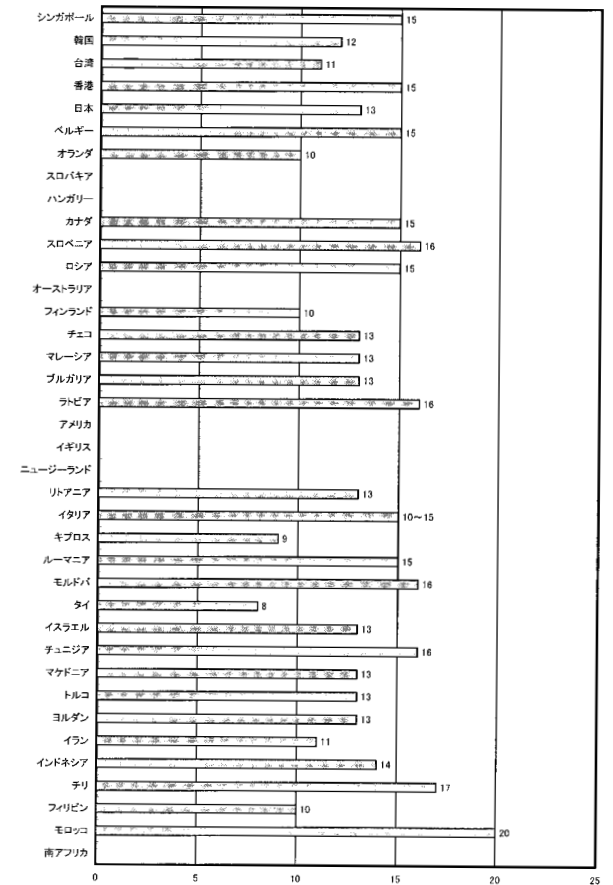 シンガポール 15
韓国 12
台湾 11
香港 15
日本 13
ベルギー 15
オランダ 10
スロバキア
ハンガリー
カナダ 15
スロベニア 16
ロシア 15
オーストラリア
フィンランド 10
チェコ 13
マレーシア 13
ブルガリア 13
ラトビア 16
アメリカ
イギリス
ニュージーランド
リトアニア 13
イタリア 10～15
キプロス 9
ルーマニア 15
モルドバ 16
タイ 8
イスラエル 13
チュニジア 16
マケドニア 13
トルコ 13
ヨルダン 13
イラン 11
インドネシア 14
チリ 17
フィリピン 10
モロッコ 20
南アフリカ
0 5 10 15 20 25